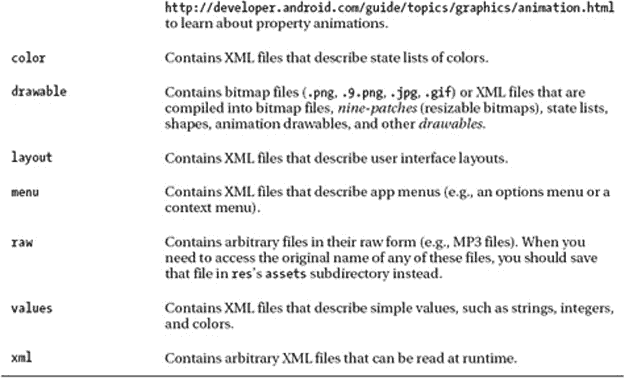 http://developer.android.com/guide/topics/graphics/animation.html
to learn about property animations.
color Contains XML files that describe state lists of colors.
drawable Contains bitmap files (.png, .9.png, .jpg, .gif) or XML files that are
compiled into bitmap files, nine-patches (resizable bitmaps), state lists,
shapes, animation drawables, and other drawables.
layout Contains XML files that describe user interface layouts.
menu Contains XML files that describe app menus (e.g., an options menu or a
context menu).
raw Contains arbitrary files in their raw form (e.g., MP3 files). When you
need to access the original name of any of these files, you should save
that file in res's assets subdirectory instead.
values Contains XML files that describe simple values, such as strings, integers,
and colors.
xml Contains arbitrary XML files that can be read at runtime.